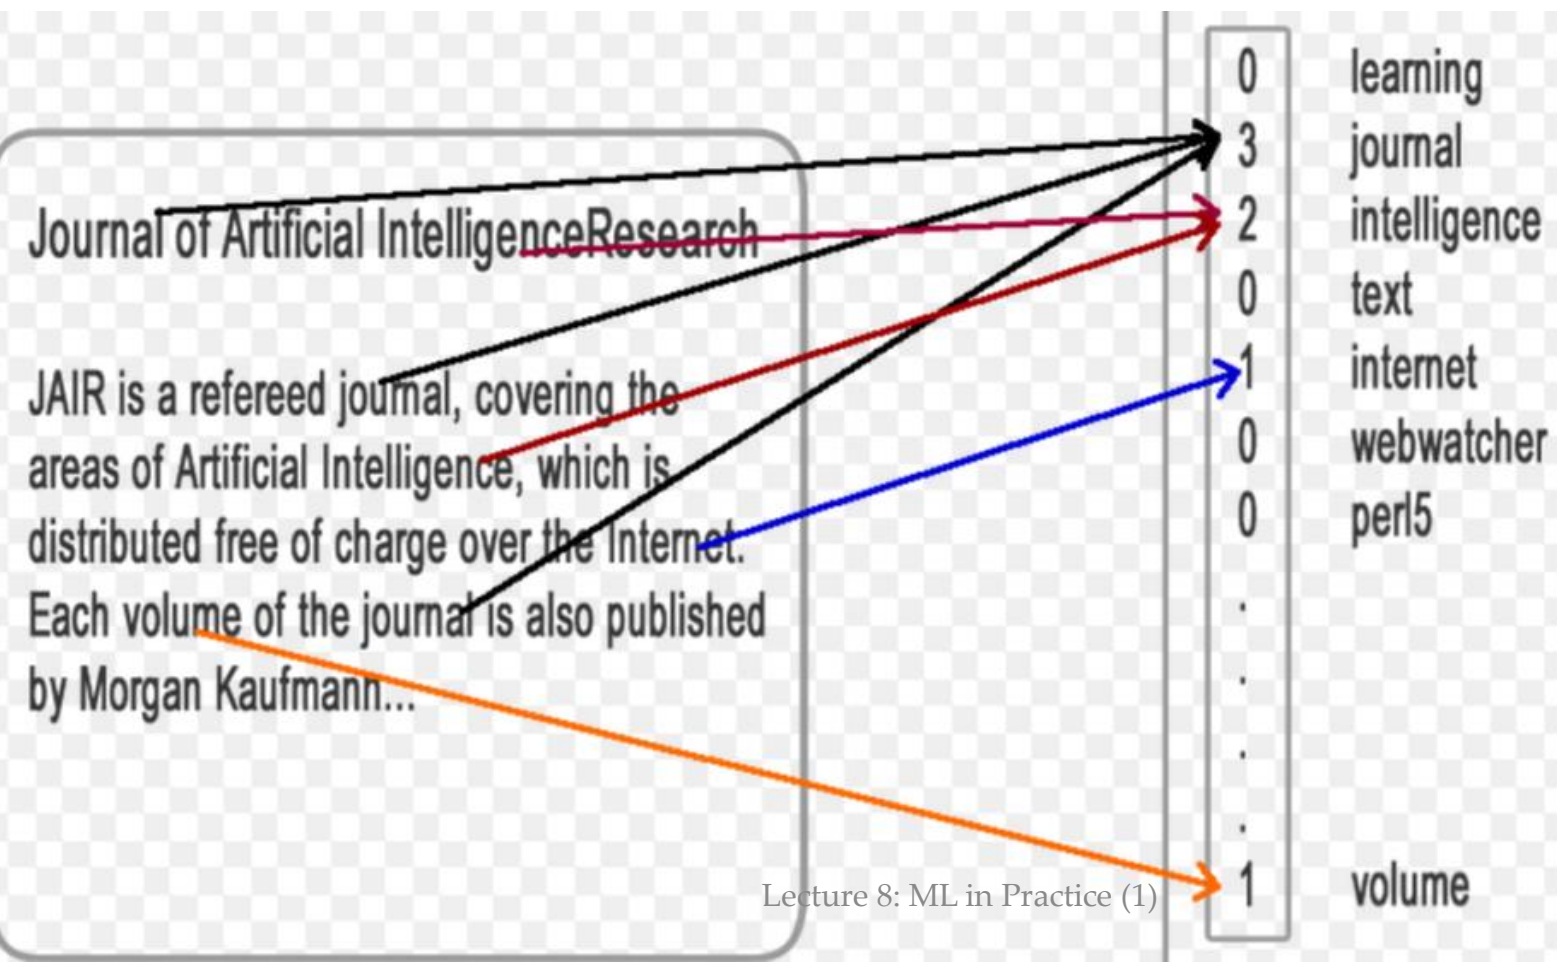 Journal of Artificial IntelligenceResearch
JAIR is a refereed journal, covering the
areas of Artificial Intelligence, which is
distributed free of charge over the Internet.
Each volume of the journal is also published
by Morgan Kaufmann...
0 learning
3 journal
2 intelligence
0 text
1 internet
0 webwatcher
0 perl5
.
.
.
.
1 volume
Lecture 8: ML in Practice (1)